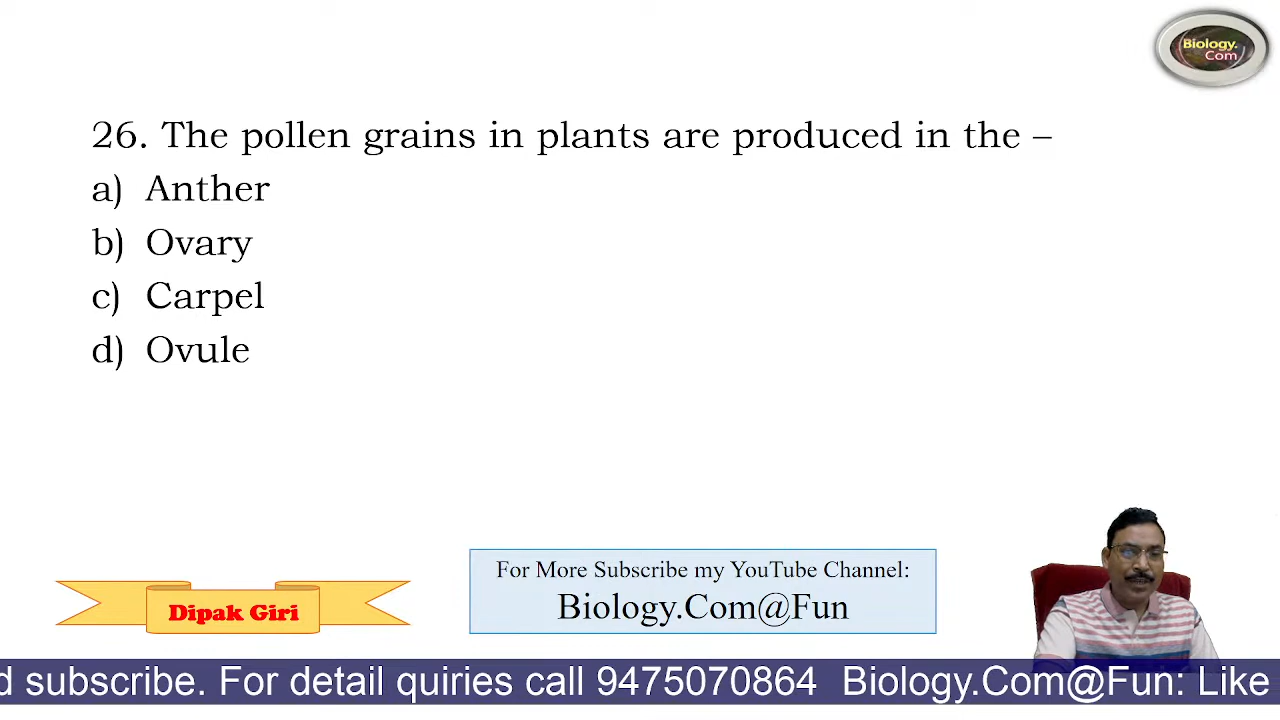 Biology.
Com
26. The pollen grains in plants are produced in the –
a) Anther
b) Ovary
c) Carpel
d) Ovule
For More Subscribe my YouTube Channel:
Biology.Com@Fun
Dipak Giri
d subscribe. For detail quiries call 9475070864 Biology.Com@Fun: Like